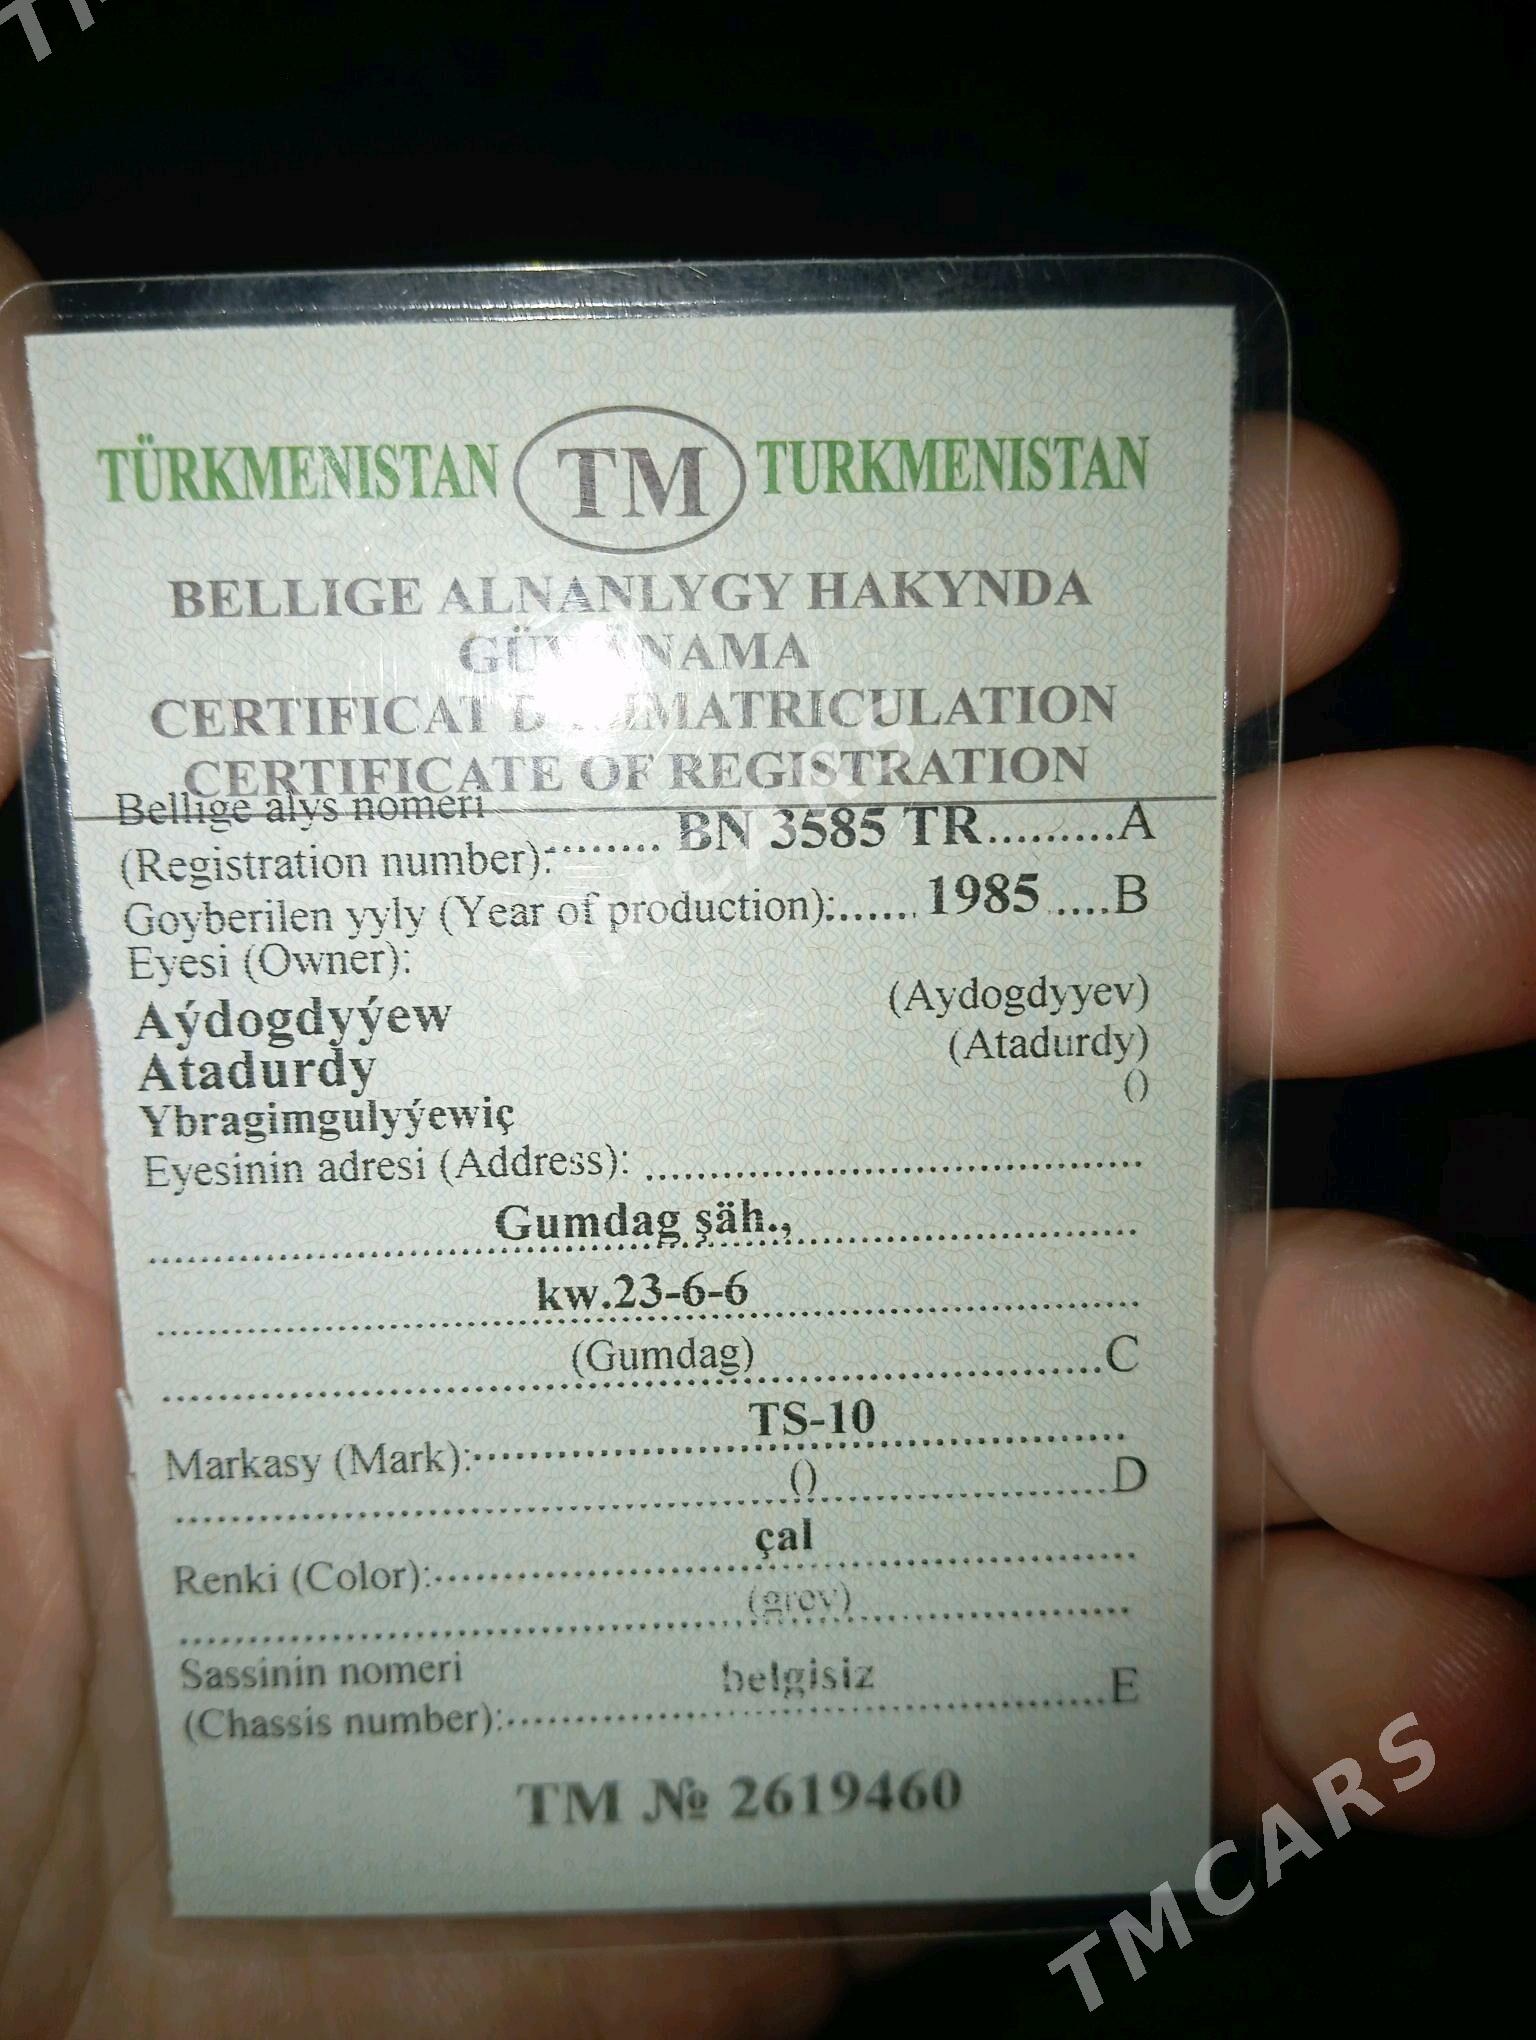 TÜRKMENISTAN TM TURKMENISTAN
BELLIGE ALNANLYGY HAKYNDA
GÜWÄNAMA
CERTIFICAT D'IMMATRICULATION
CERTIFICATE OF REGISTRATION
Bellige alys nomeri
(Registration number):........ BN 3585 TR.........A
Goyberilen yyly (Year of production):...... 1985 ....B
Eyesi (Owner):
Aýdogdyýew (Aydogdyyev)
Atadurdy (Atadurdy)
Ybragimgulyýewiç ()
Eyesinin adresi (Address): ....................................
Gumdag şäh.,
kw.23-6-6
(Gumdag) C
TS-10
Markasy (Mark):
() D
çal
Renki (Color):
(grey)
Sassinin nomeri belgisiz E
(Chassis number):
TM № 2619460
TMCARS
TMCARS